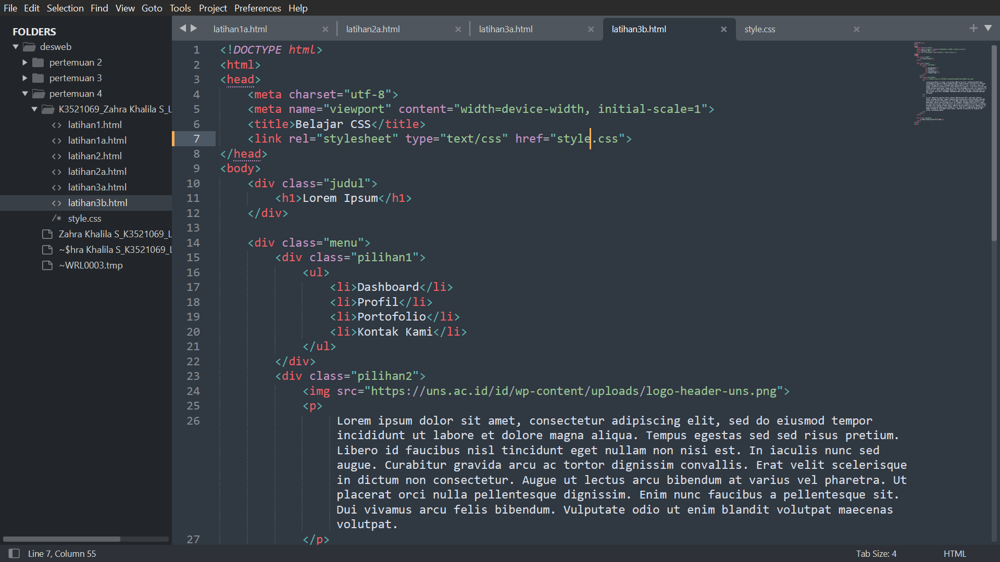 File Edit Selection Find View Goto Tools Project Preferences Help
FOLDERS
desweb
pertemuan 2
pertemuan 3
pertemuan 4
K3521069_Zahra Khalila S_L
<> latihan1.html
<> latihan1a.html
<> latihan2.html
<> latihan2a.html
<> latihan3a.html
<> latihan3b.html
/* style.css
Zahra Khalila S_K3521069_L
~$hra Khalila S_K3521069_L
~WRL0003.tmp
latihan1a.html × latihan2a.html × latihan3a.html × latihan3b.html × style.css × +
1 <!DOCTYPE html>
2 <html>
3 <head>
4 <meta charset="utf-8">
5 <meta name="viewport" content="width=device-width, initial-scale=1">
6 <title>Belajar CSS</title>
7 <link rel="stylesheet" type="text/css" href="style.css">
8 </head>
9 <body>
10 <div class="judul">
11 <h1>Lorem Ipsum</h1>
12 </div>
13
14 <div class="menu">
15 <div class="pilihan1">
16 <ul>
17 <li>Dashboard</li>
18 <li>Profil</li>
19 <li>Portofolio</li>
20 <li>Kontak Kami</li>
21 </ul>
22 </div>
23 <div class="pilihan2">
24 <img src="https://uns.ac.id/id/wp-content/uploads/logo-header-uns.png">
25 <p>
26 Lorem ipsum dolor sit amet, consectetur adipiscing elit, sed do eiusmod tempor
incididunt ut labore et dolore magna aliqua. Tempus egestas sed sed risus pretium.
Libero id faucibus nisl tincidunt eget nullam non nisi est. In iaculis nunc sed
augue. Curabitur gravida arcu ac tortor dignissim convallis. Erat velit scelerisque
in dictum non consectetur. Augue ut lectus arcu bibendum at varius vel pharetra. Ut
placerat orci nulla pellentesque dignissim. Enim nunc faucibus a pellentesque sit.
Dui vivamus arcu felis bibendum. Vulputate odio ut enim blandit volutpat maecenas
volutpat.
27 </p>
Line 7, Column 55
Tab Size: 4
HTML